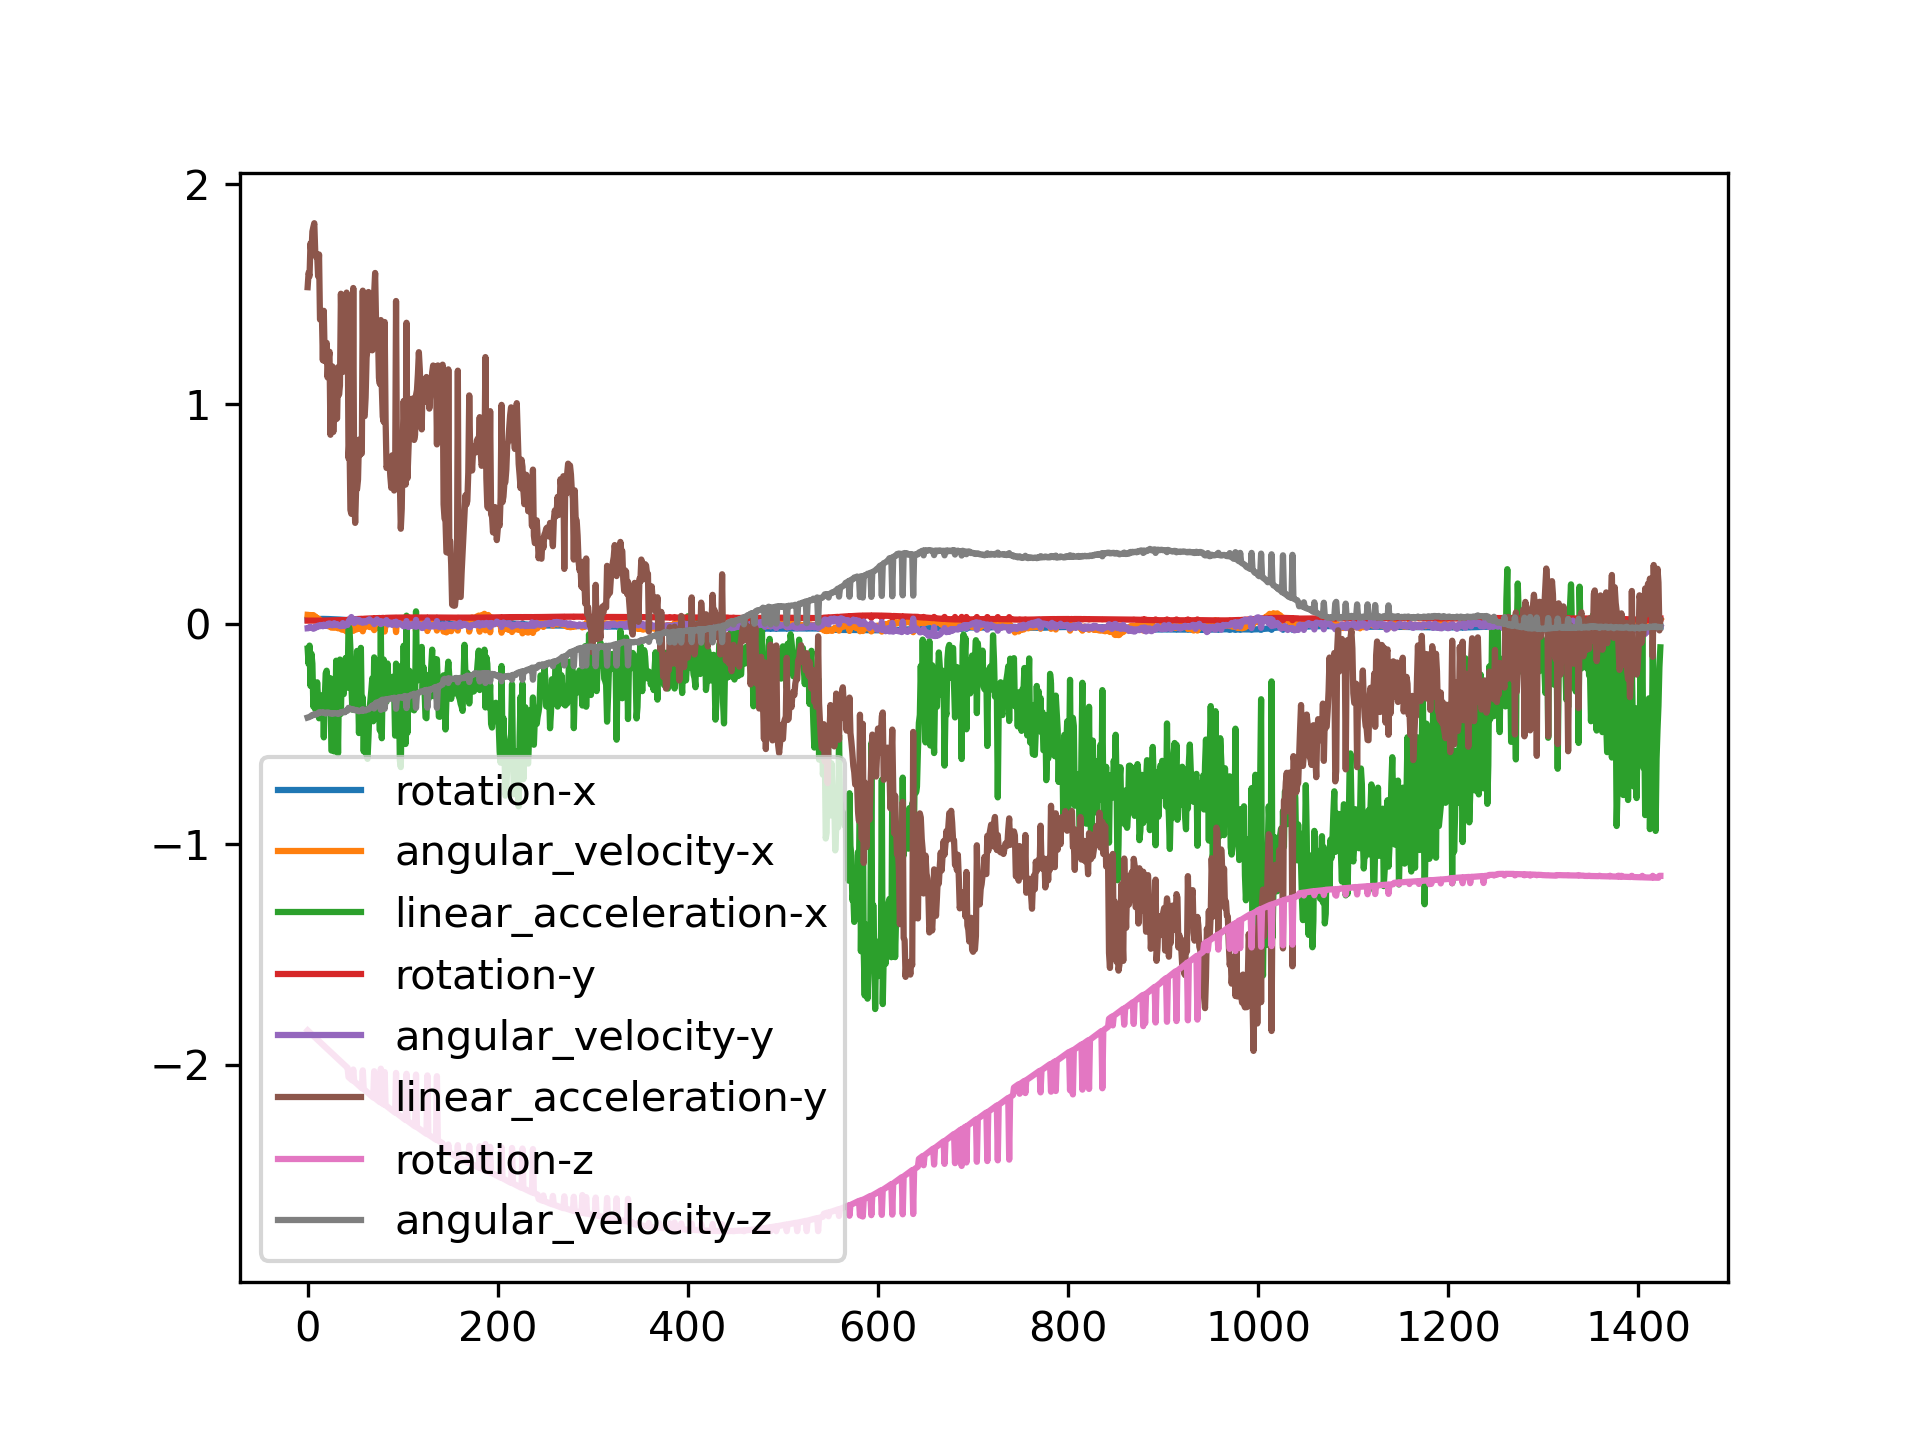 2
1
0
−1
−2
rotation-x
angular_velocity-x
linear_acceleration-x
rotation-y
angular_velocity-y
linear_acceleration-y
rotation-z
angular_velocity-z
0 200 400 600 800 1000 1200 1400